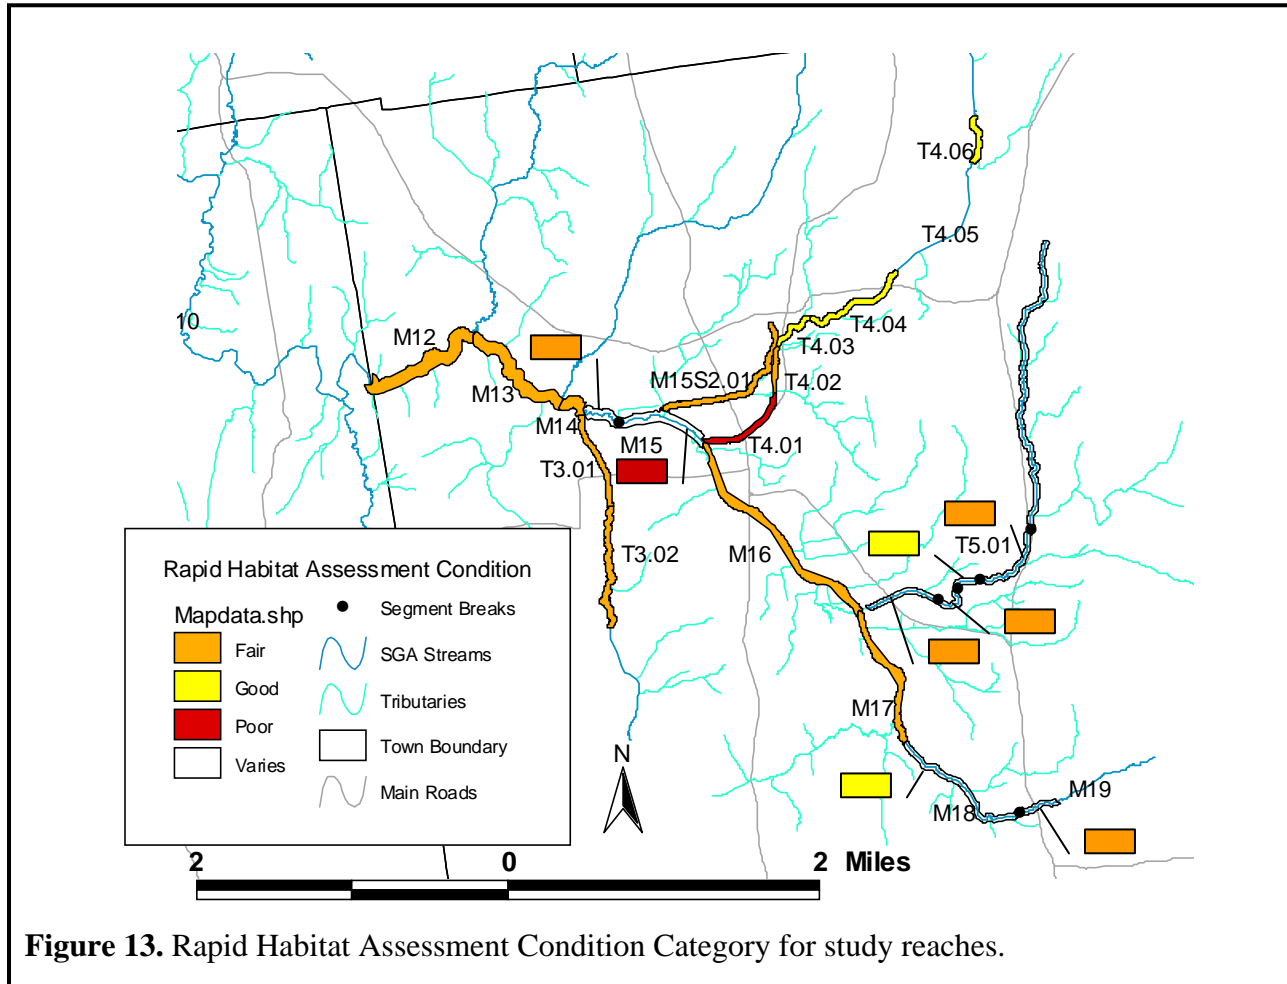 T4.06
T4.05
10
M12
T4.04
T4.03
M15S2.01
T4.02
M13
M14
M15
T4.01
T3.01
T3.02
M16
T5.01
Rapid Habitat Assessment Condition
Mapdata.shp
Fair
Good
Poor
Varies
Segment Breaks
SGA Streams
Tributaries
Town Boundary
Main Roads
N
M17
M18
M19
2 0 2 Miles
Figure 13. Rapid Habitat Assessment Condition Category for study reaches.